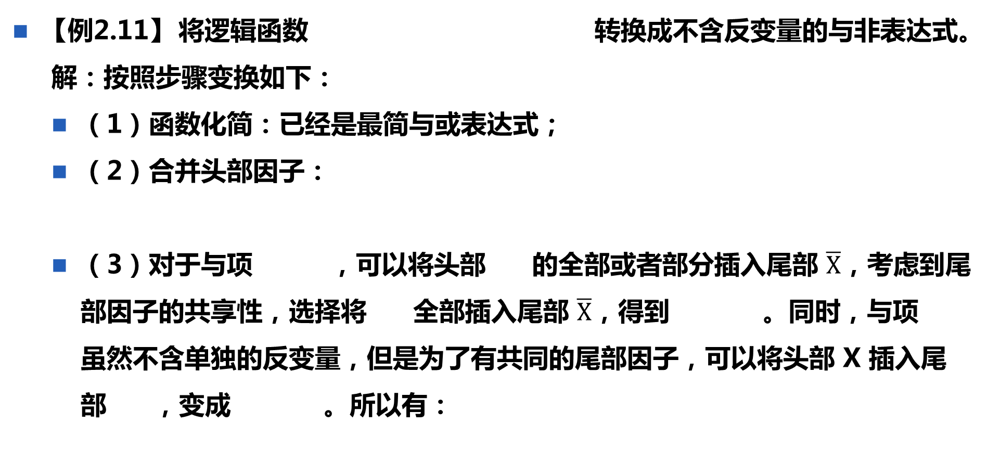 【例2.11】将逻辑函数 转换成不含反变量的与非表达式。
解：按照步骤变换如下：
（1）函数化简：已经是最简与或表达式；
（2）合并头部因子：
（3）对于与项 ，可以将头部 的全部或者部分插入尾部 X̅，考虑到尾
部因子的共享性，选择将 全部插入尾部 X̅，得到 。同时，与项
虽然不含单独的反变量，但是为了有共同的尾部因子，可以将头部 X 插入尾
部 ，变成 。所以有：